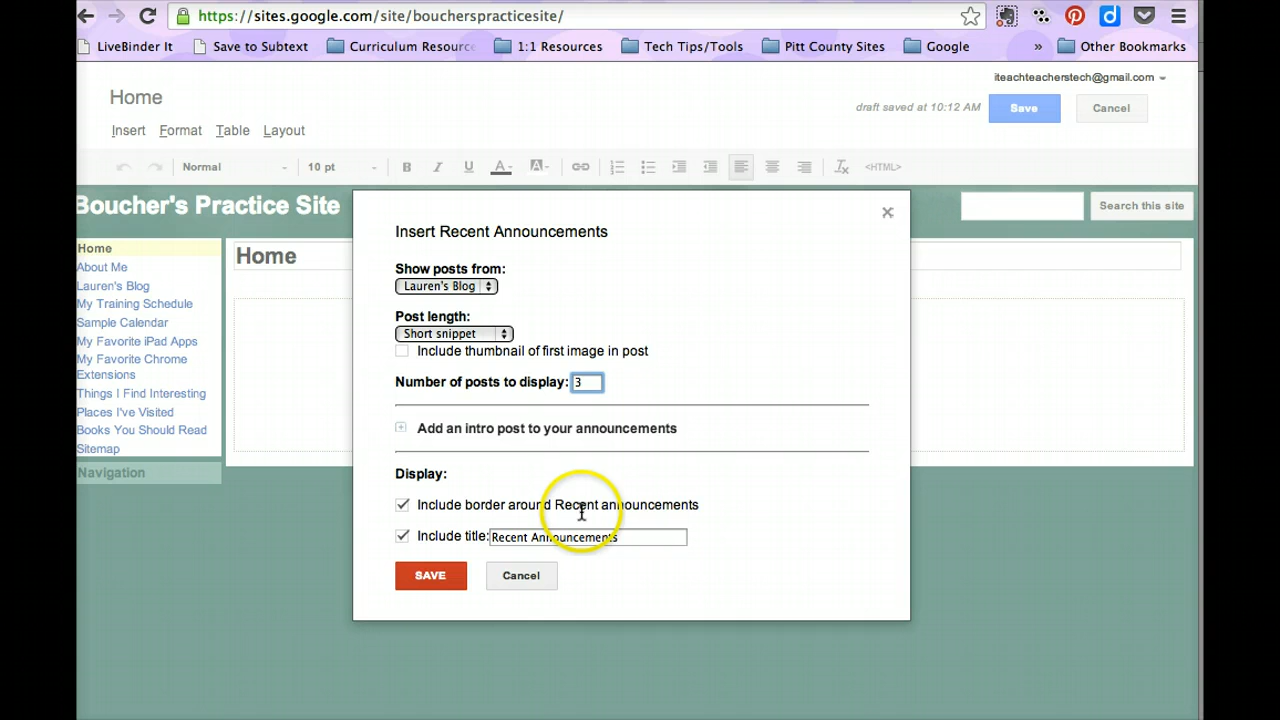 https://sites.google.com/site/boucherspracticesite/
LiveBinder It Save to Subtext Curriculum Resource 1:1 Resources Tech Tips/Tools Pitt County Sites Google » Other Bookmarks
iteachteacherstech@gmail.com
Home
draft saved at 10:12 AM Save Cancel
Insert Format Table Layout
Normal 10 pt B I U A A <HTML>
Boucher's Practice Site
Search this site
Home
About Me
Lauren's Blog
My Training Schedule
Sample Calendar
My Favorite iPad Apps
My Favorite Chrome
Extensions
Things I Find Interesting
Places I've Visited
Books You Should Read
Sitemap
Navigation
Home
Insert Recent Announcements
Show posts from:
Lauren's Blog
Post length:
Short snippet
Include thumbnail of first image in post
Number of posts to display: 3
Add an intro post to your announcements
Display:
Include border around Recent announcements
Include title: Recent Announcements
SAVE Cancel